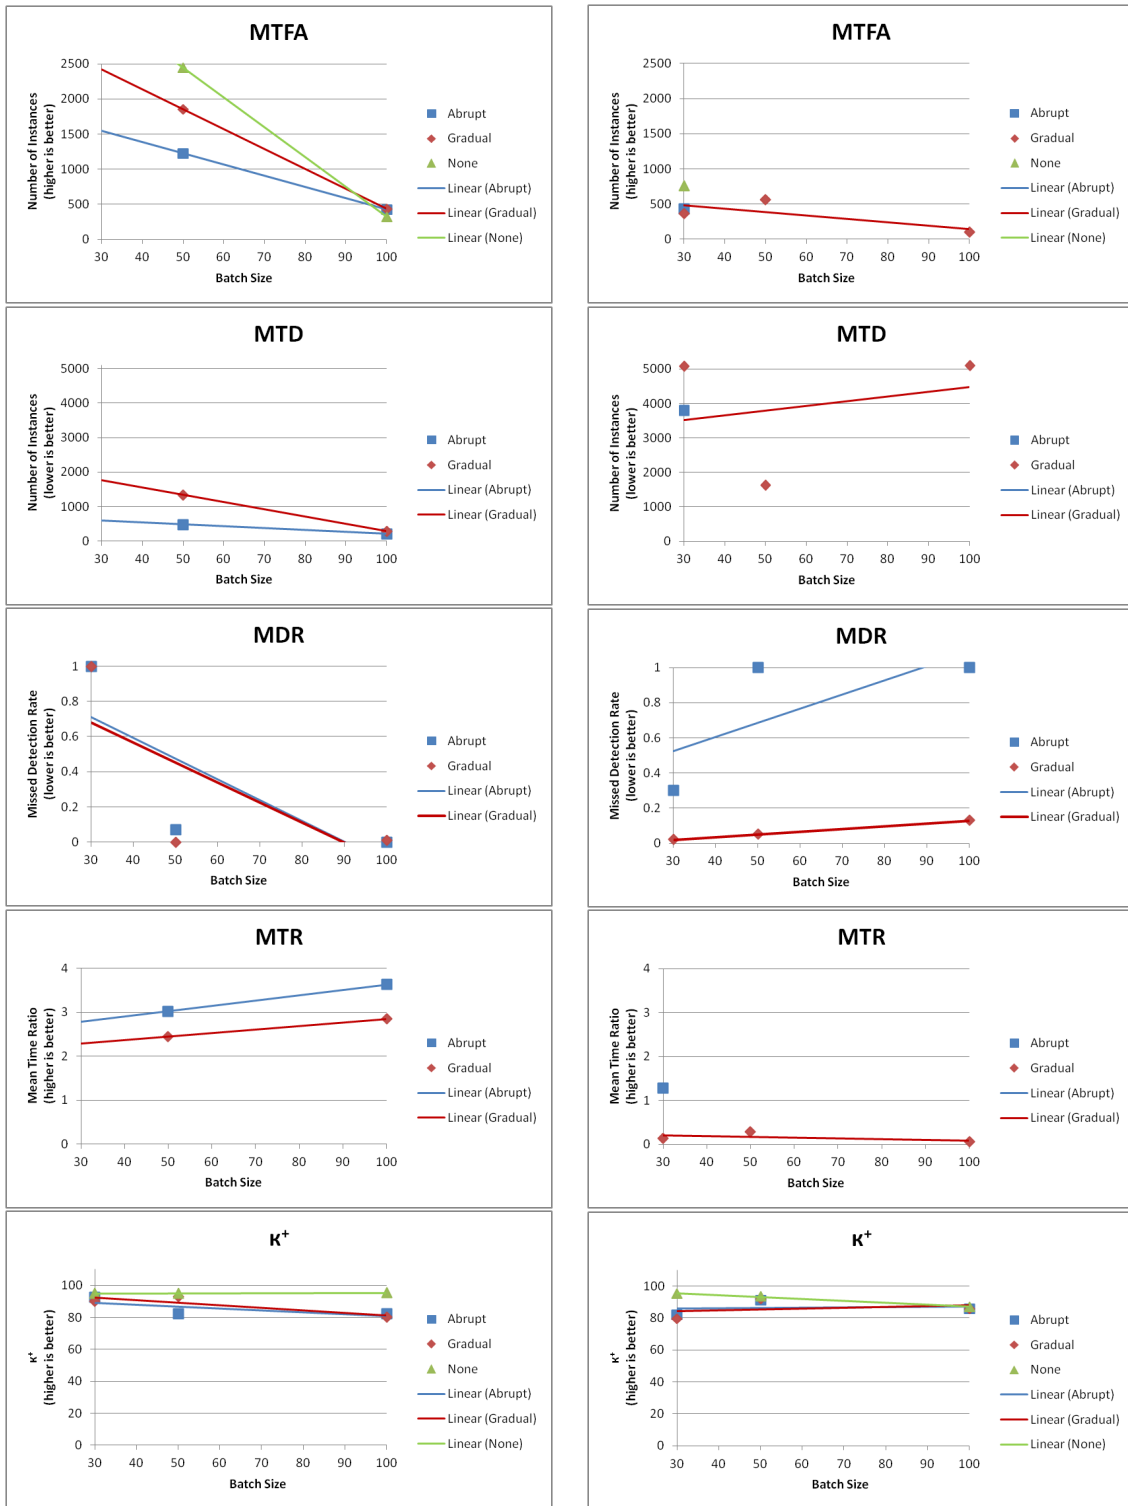 MTFA
Number of Instances
(higher is better)
2500
2000
1500
1000
500
0
30 40 50 60 70 80 90 100
Batch Size
Abrupt
Gradual
None
Linear (Abrupt)
Linear (Gradual)
Linear (None)
MTFA
Number of Instances
(higher is better)
2500
2000
1500
1000
500
0
30 40 50 60 70 80 90 100
Batch Size
Abrupt
Gradual
None
Linear (Abrupt)
Linear (Gradual)
Linear (None)
MTD
Number of Instances
(lower is better)
5000
4000
3000
2000
1000
0
30 40 50 60 70 80 90 100
Batch Size
Abrupt
Gradual
Linear (Abrupt)
Linear (Gradual)
MTD
Number of Instances
(lower is better)
5000
4000
3000
2000
1000
0
30 40 50 60 70 80 90 100
Batch Size
Abrupt
Gradual
Linear (Abrupt)
Linear (Gradual)
MDR
Missed Detection Rate
(lower is better)
1
0.8
0.6
0.4
0.2
0
30 40 50 60 70 80 90 100
Batch Size
Abrupt
Gradual
Linear (Abrupt)
Linear (Gradual)
MDR
Missed Detection Rate
(lower is better)
1
0.8
0.6
0.4
0.2
0
30 40 50 60 70 80 90 100
Batch Size
Abrupt
Gradual
Linear (Abrupt)
Linear (Gradual)
MTR
Mean Time Ratio
(higher is better)
4
3
2
1
0
30 40 50 60 70 80 90 100
Batch Size
Abrupt
Gradual
Linear (Abrupt)
Linear (Gradual)
MTR
Mean Time Ratio
(higher is better)
4
3
2
1
0
30 40 50 60 70 80 90 100
Batch Size
Abrupt
Gradual
Linear (Abrupt)
Linear (Gradual)
κ⁺
κ⁺
(higher is better)
100
80
60
40
20
0
30 40 50 60 70 80 90 100
Batch Size
Abrupt
Gradual
None
Linear (Abrupt)
Linear (Gradual)
Linear (None)
κ⁺
κ⁺
(higher is better)
100
80
60
40
20
0
30 40 50 60 70 80 90 100
Batch Size
Abrupt
Gradual
None
Linear (Abrupt)
Linear (Gradual)
Linear (None)